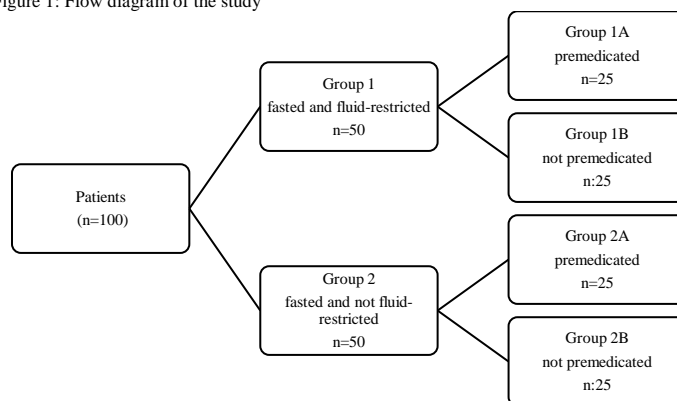 Figure 1: Flow diagram of the study
Patients
(n=100)
Group 1
fasted and fluid-restricted
n=50
Group 2
fasted and not fluid-
restricted
n=50
Group 1A
premedicated
n=25
Group 1B
not premedicated
n:25
Group 2A
premedicated
n=25
Group 2B
not premedicated
n:25